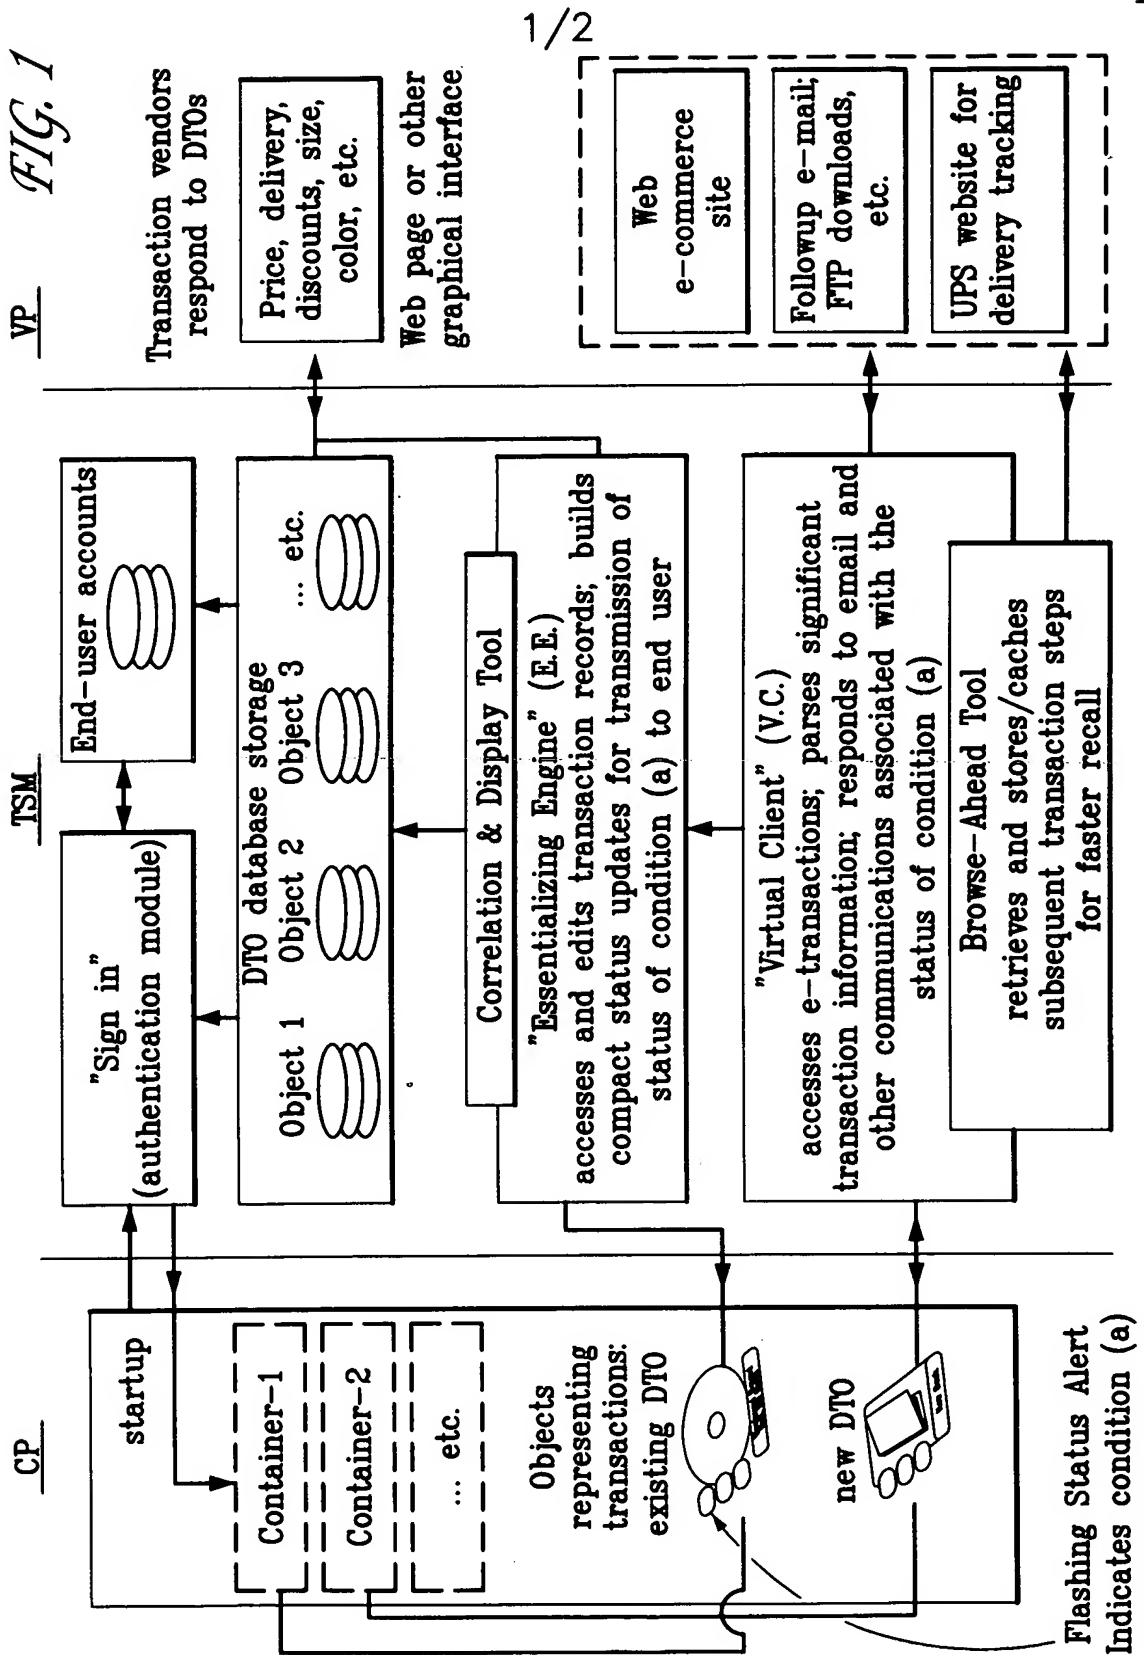 1/2
FIG. 1
CP
TSM
VP
startup
Container-1
Container-2
... etc.
Objects
representing
transactions:
existing DTO
new DTO
Flashing Status Alert
Indicates condition (a)
"Sign in"
(authentication module)
End-user accounts
DTO database storage
Object 1
Object 2
Object 3
... etc.
Correlation & Display Tool
"Essentializing Engine" (E.E.)
accesses and edits transaction records; builds
compact status updates for transmission of
status of condition (a) to end user
"Virtual Client" (V.C.)
accesses e-transactions; parses significant
transaction information; responds to email and
other communications associated with the
status of condition (a)
Browse-Ahead Tool
retrieves and stores/caches
subsequent transaction steps
for faster recall
Transaction vendors
respond to DTOs
Price, delivery,
discounts, size,
color, etc.
Web page or other
graphical interface
Web
e-commerce
site
Followup e-mail;
FTP downloads,
etc.
UPS website for
delivery tracking